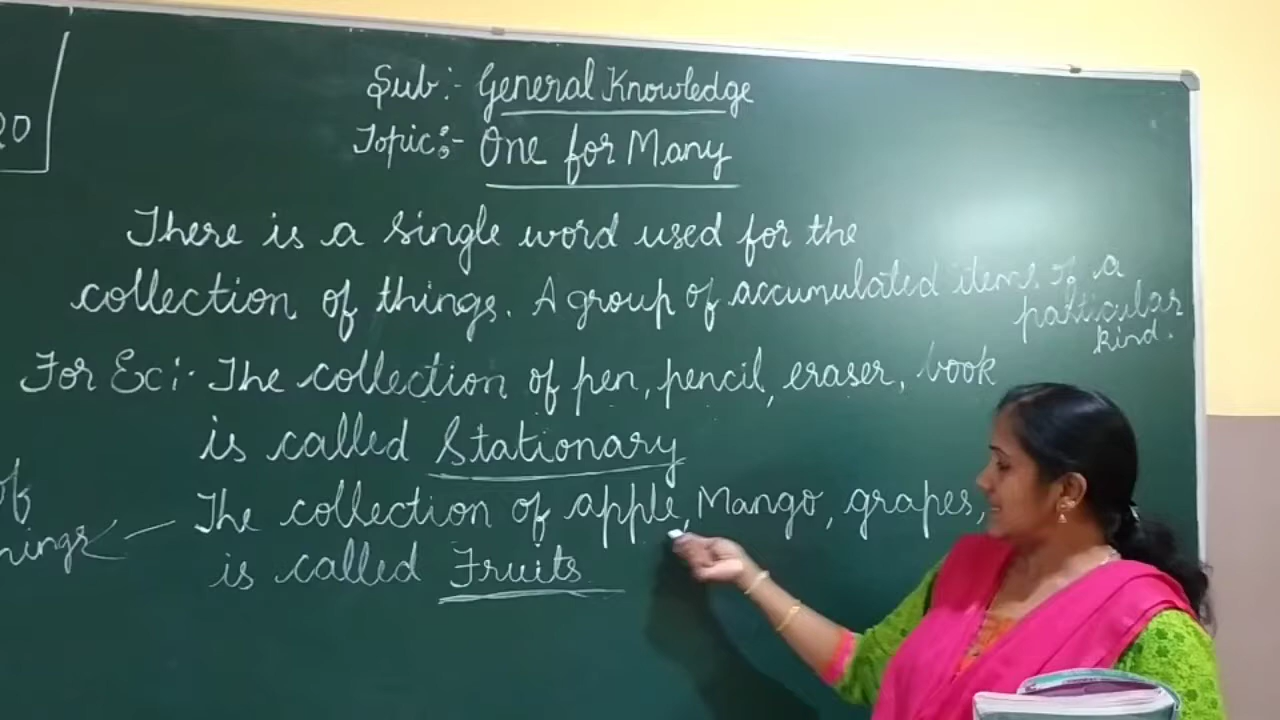 20
Sub:- General Knowledge
Topic:- One for Many
There is a single word used for the
collection of things. A group of accumulated items of a
particular
kind.
For Ex:- The collection of pen, pencil, eraser, book
is called Stationary
of
The collection of apple, Mango, grapes,
is called Fruits